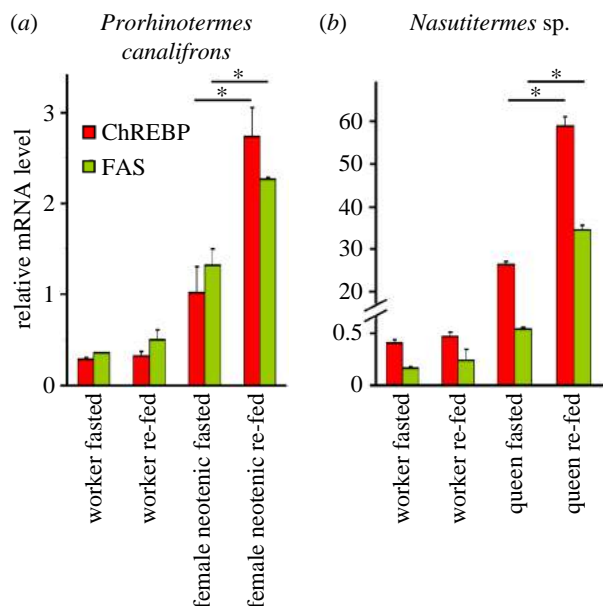 (a) Prorhinotermes canalifrons
(b) Nasutitermes sp.
relative mRNA level
3
2
1
0
ChREBP
FAS
*
*
worker fasted
worker re-fed
female neotenic fasted
female neotenic re-fed
60
50
40
30
20
0.5
0
*
*
worker fasted
worker re-fed
queen fasted
queen re-fed